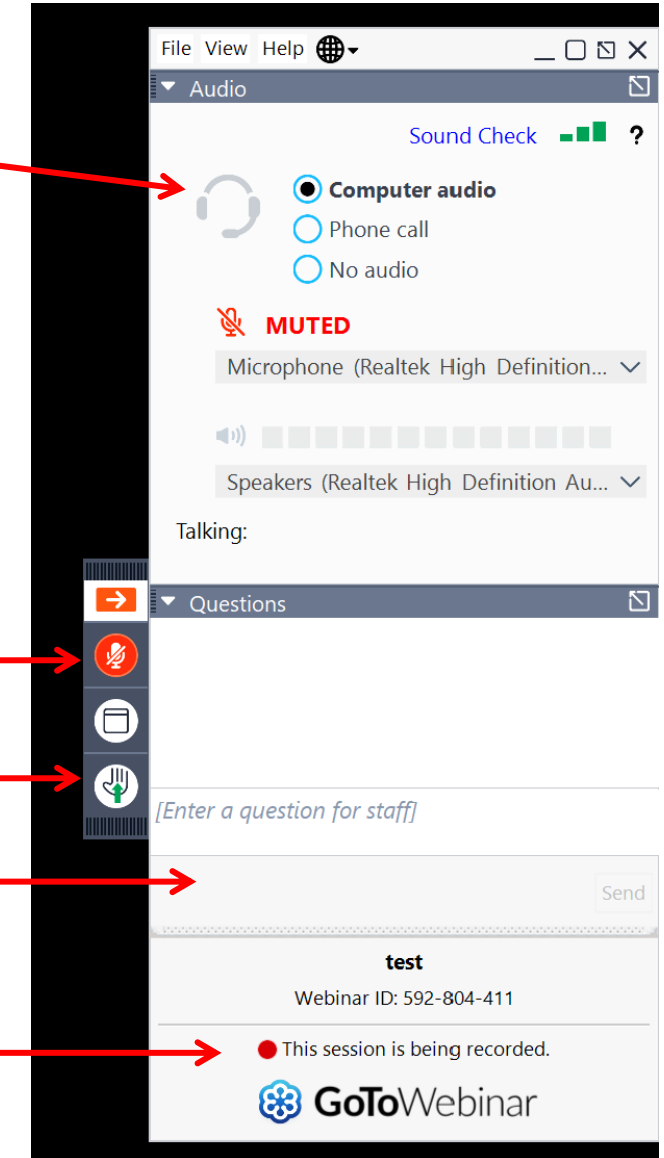 File View Help
Audio
Sound Check ?
Computer audio
Phone call
No audio
MUTED
Microphone (Realtek High Definition...
Speakers (Realtek High Definition Au...
Talking:
Questions
[Enter a question for staff]
Send
test
Webinar ID: 592-804-411
This session is being recorded.
GoToWebinar